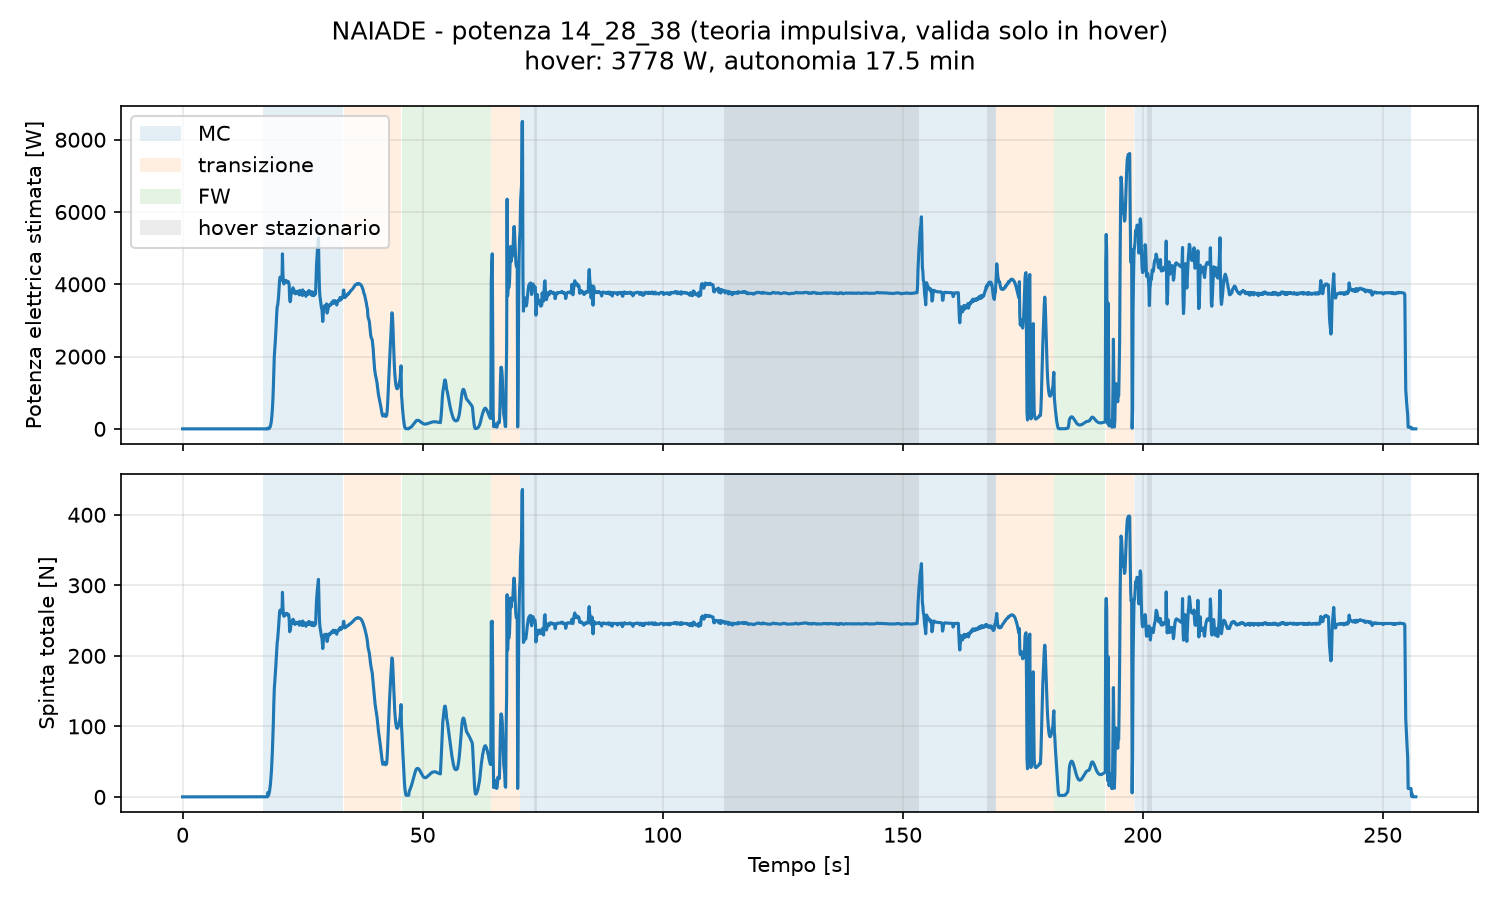 NAIADE - potenza 14_28_38 (teoria impulsiva, valida solo in hover)
hover: 3778 W, autonomia 17.5 min
Potenza elettrica stimata [W]
8000
6000
4000
2000
0
MC
transizione
FW
hover stazionario
Spinta totale [N]
400
300
200
100
0
0
50
100
150
200
250
Tempo [s]